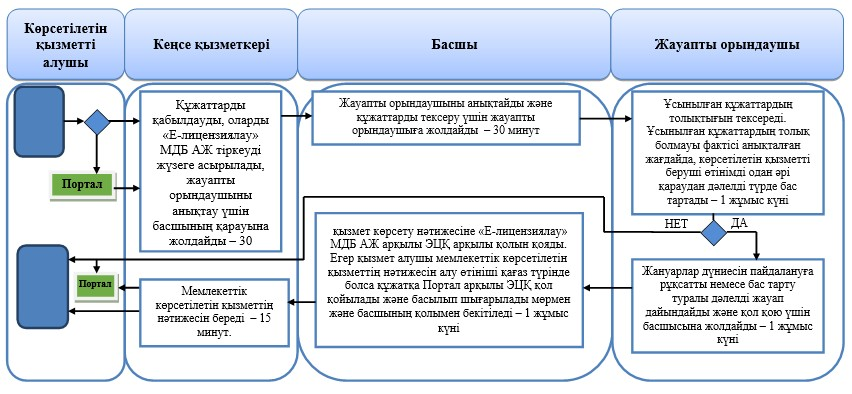 Көрсетілетін
қызметті
алушы
Кеңсе қызметкері
Басшы
Жауапты орындаушы
Портал
Құжаттарды
қабылдауды, оларды
«Е-лицензиялау»
МДБ АЖ тіркеуді
жүзеге асырылады,
жауапты
орындаушыны
анықтау үшін
басшының қарауына
жолдайды – 30
Жауапты орындаушыны анықтайды және
құжаттарды тексеру үшін жауапты
орындаушыға жолдайды – 30 минут
Ұсынылған құжаттардың
толықтығын тексереді.
Ұсынылған құжаттардың толық
болмауы фактісі анықталған
жағдайда, көрсетілетін қызметті
беруші өтінімді одан әрі
қараудан дәлелді түрде бас
тартады – 1 жұмыс күні
НЕТ
ДА
Жануарлар дүниесін пайдалануға
рұқсатты немесе бас тарту
туралы дәлелді жауап
дайындайды және қол қою үшін
басшысына жолдайды – 1 жұмыс
күні
қызмет көрсету нәтижесіне «Е-лицензиялау»
МДБ АЖ арқылы ЭЦҚ арқылы қолын қояды.
Егер қызмет алушы мемлекеттік көрсетілетін
қызметтің нәтижесін алу өтініші қағаз түрінде
болса құжатқа Портал арқылы ЭЦҚ қол
қойылады және басылып шығарылады мөрмен
және басшының қолымен бекітіледі – 1 жұмыс
күні
Мемлекеттік
көрсетілетін қызметтің
нәтижесін береді – 15
минут.
Портал